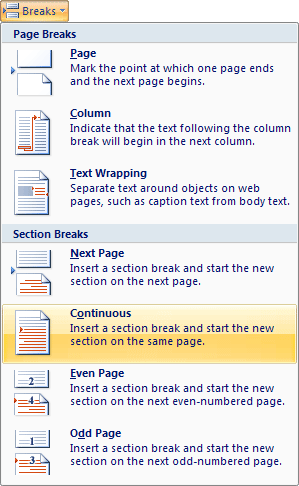 Breaks
Page Breaks
Page
Mark the point at which one page ends
and the next page begins.
Column
Indicate that the text following the column
break will begin in the next column.
Text Wrapping
Separate text around objects on web
pages, such as caption text from body text.
Section Breaks
Next Page
Insert a section break and start the new
section on the next page.
Continuous
Insert a section break and start the new
section on the same page.
Even Page
2
4
Insert a section break and start the new
section on the next even-numbered page.
Odd Page
1
3
Insert a section break and start the new
section on the next odd-numbered page.